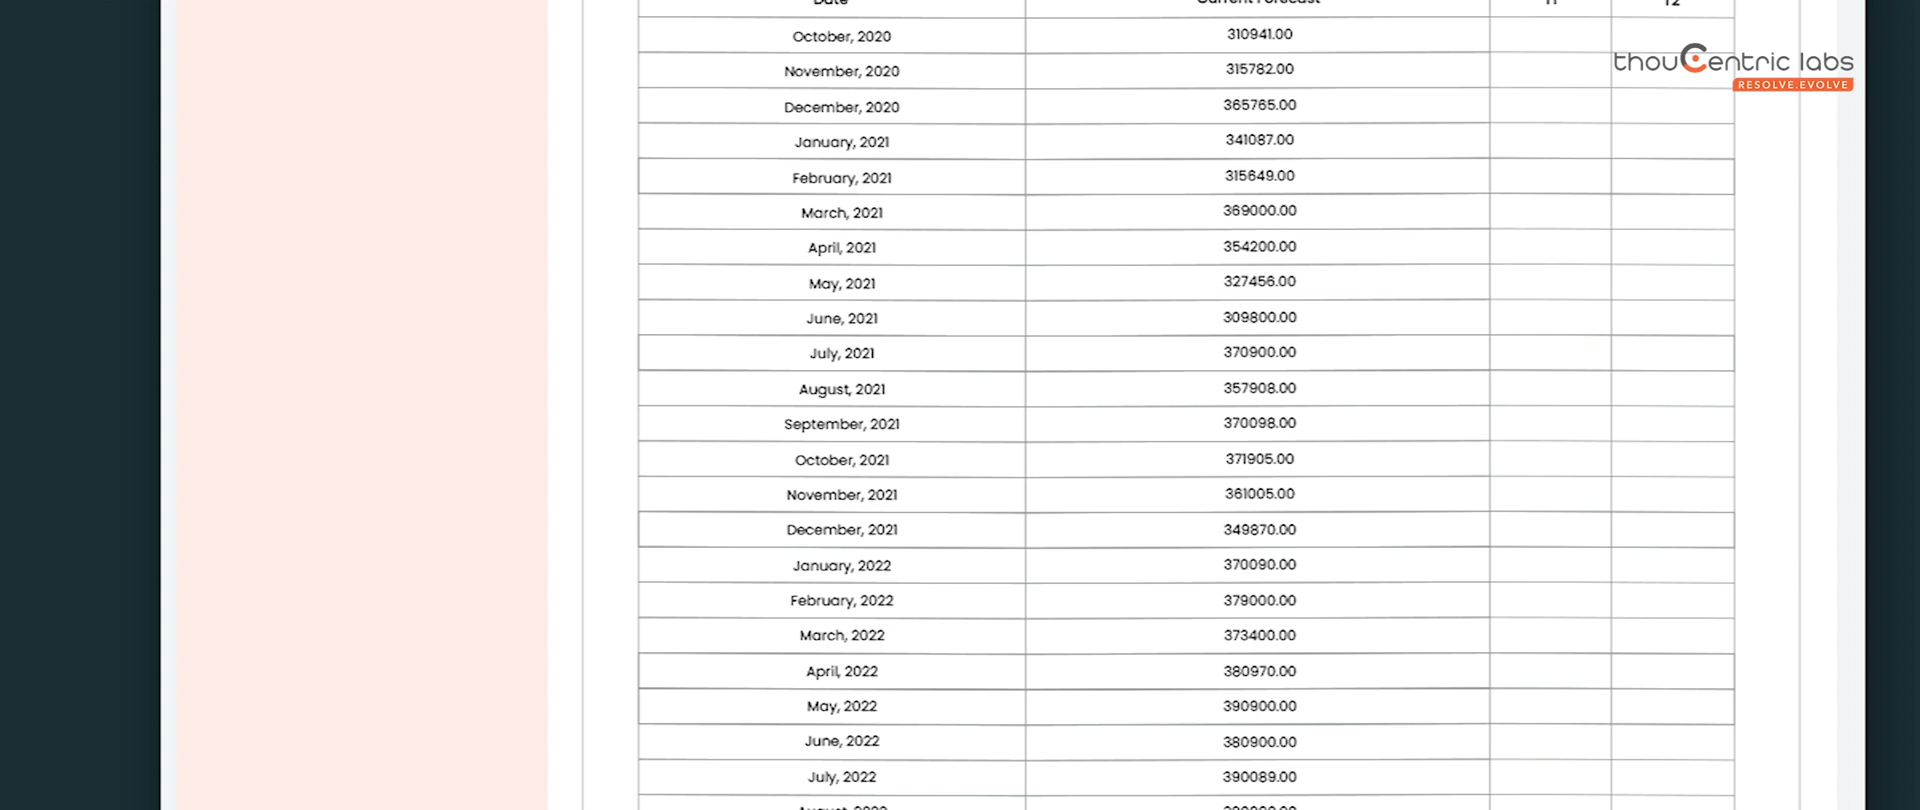 Date Current Forecast
October, 2020 310941.00
November, 2020 315782.00
December, 2020 365765.00
January, 2021 341087.00
February, 2021 315649.00
March, 2021 369000.00
April, 2021 354200.00
May, 2021 327456.00
June, 2021 309800.00
July, 2021 370900.00
August, 2021 357908.00
September, 2021 370098.00
October, 2021 371905.00
November, 2021 361005.00
December, 2021 349870.00
January, 2022 370090.00
February, 2022 379000.00
March, 2022 373400.00
April, 2022 380970.00
May, 2022 390900.00
June, 2022 380900.00
July, 2022 390089.00
thouCentric labs
RESOLVE.EVOLVE